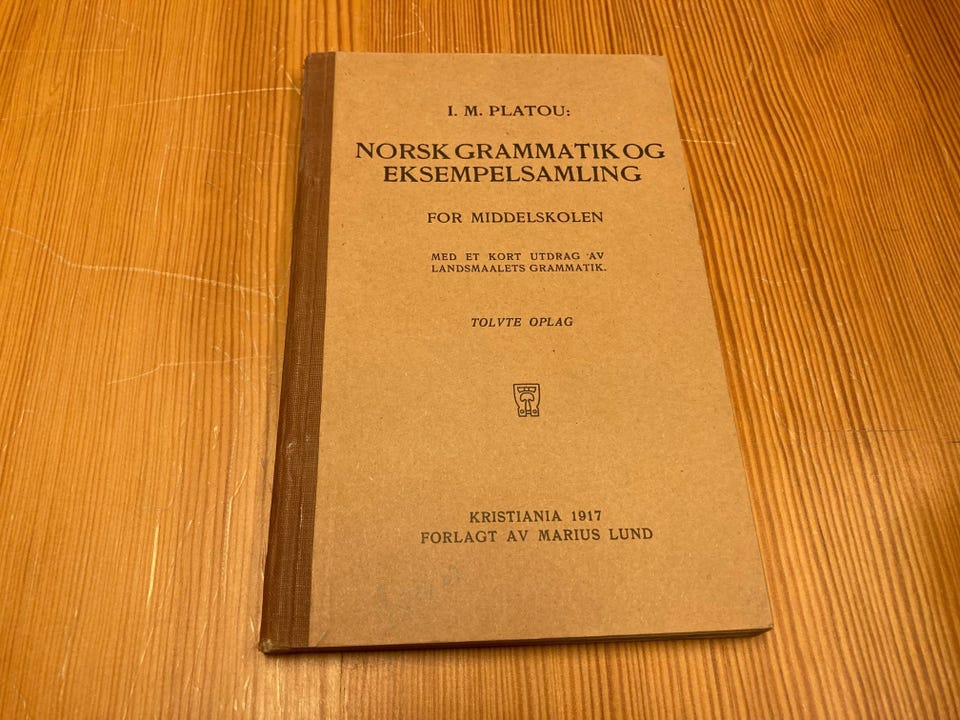 I. M. PLATOU:
NORSK GRAMMATIK OG
EKSEMPELSAMLING
FOR MIDDELSKOLEN
MED ET KORT UTDRAG AV
LANDSMAALETS GRAMMATIK.
TOLVTE OPLAG
KRISTIANIA 1917
FORLAGT AV MARIUS LUND